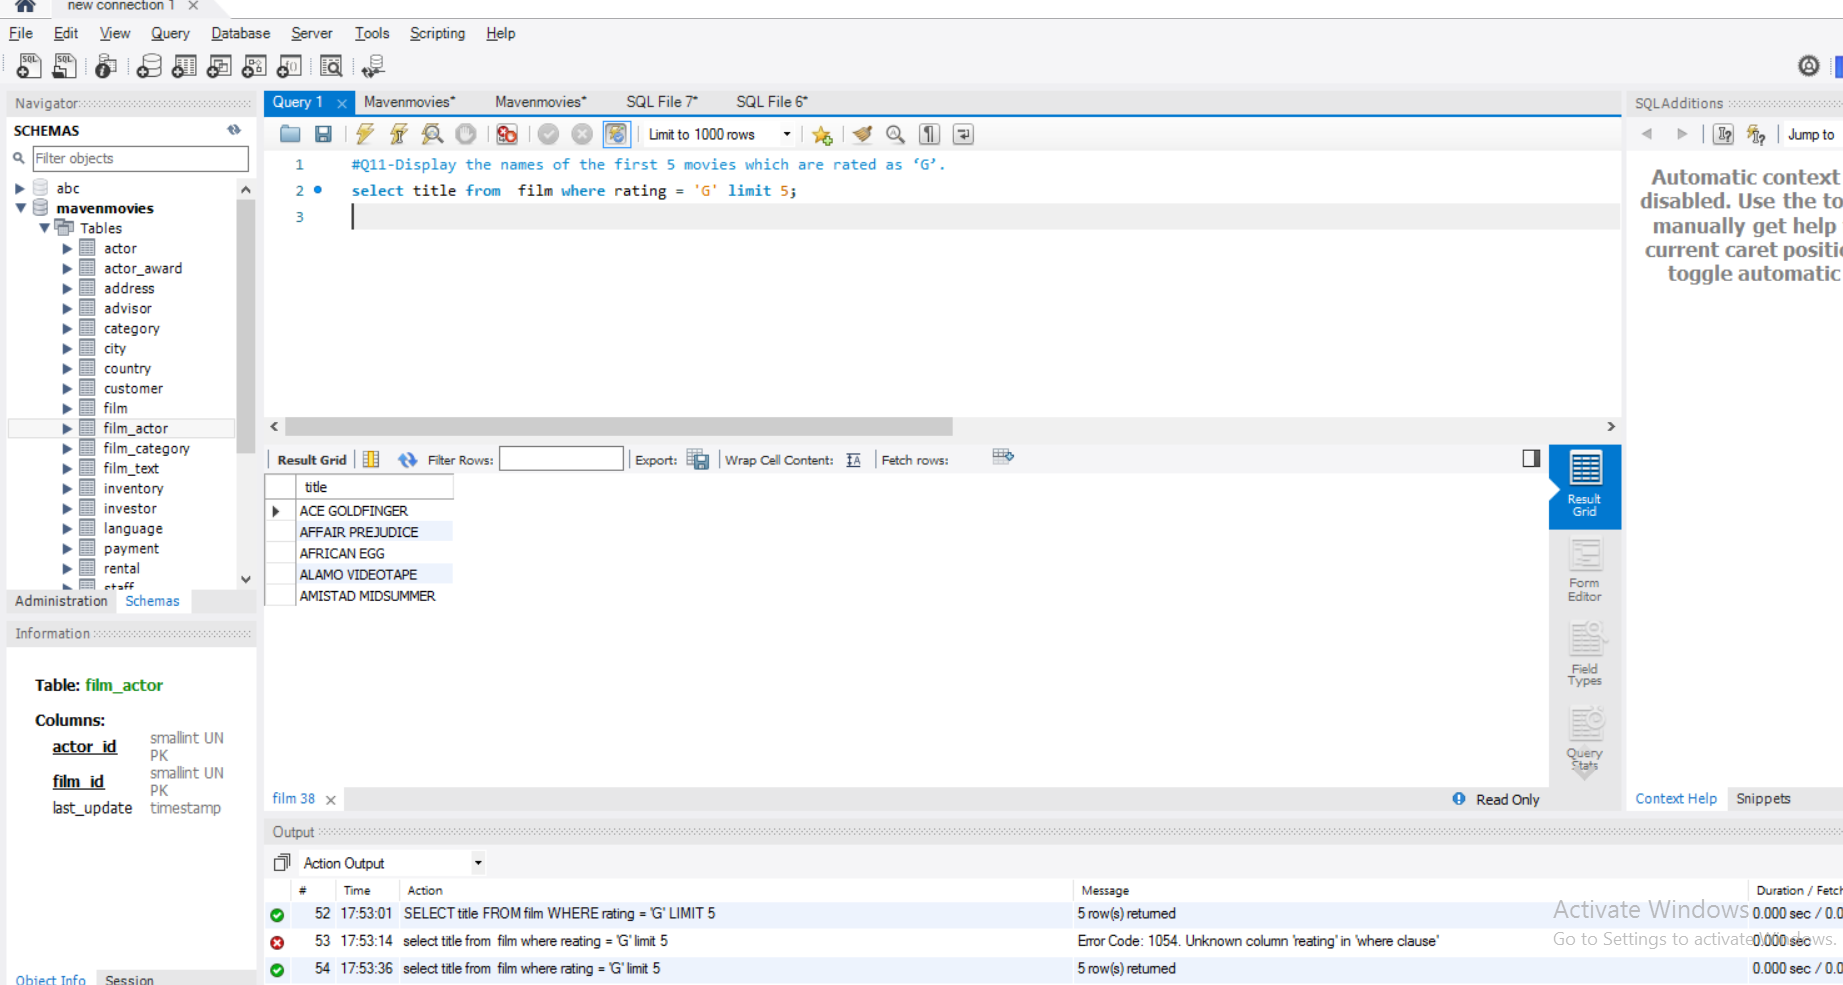 new connection 1
File Edit View Query Database Server Tools Scripting Help
Navigator
SCHEMAS
Filter objects
abc
mavenmovies
Tables
actor
actor_award
address
advisor
category
city
country
customer
film
film_actor
film_category
film_text
inventory
investor
language
payment
rental
staff
Administration Schemas
Information
Table: film_actor
Columns:
actor_id smallint UN PK
film_id smallint UN PK
last_update timestamp
Object Info Session
Query 1 Mavenmovies* Mavenmovies* SQL File 7* SQL File 6*
Limit to 1000 rows
1 #Q11-Display the names of the first 5 movies which are rated as ‘G’.
2 select title from  film where rating = 'G' limit 5;
3
Result Grid Filter Rows: Export: Wrap Cell Content: Fetch rows:
title
ACE GOLDFINGER
AFFAIR PREJUDICE
AFRICAN EGG
ALAMO VIDEOTAPE
AMISTAD MIDSUMMER
Result Grid
Form Editor
Field Types
Query Stats
film 38 Read Only
SQLAdditions
Jump to
Automatic context
disabled. Use the to
manually get help
current caret positi
toggle automatic
Context Help Snippets
Output
Action Output
# Time Action Message Duration / Fetch
52 17:53:01 SELECT title FROM film WHERE rating = 'G' LIMIT 5 5 row(s) returned 0.000 sec / 0.0
53 17:53:14 select title from  film where reating = 'G' limit 5 Error Code: 1054. Unknown column 'reating' in 'where clause' 0.000 sec
54 17:53:36 select title from  film where rating = 'G' limit 5 5 row(s) returned 0.000 sec / 0.0
Activate Windows
Go to Settings to activate Windows.